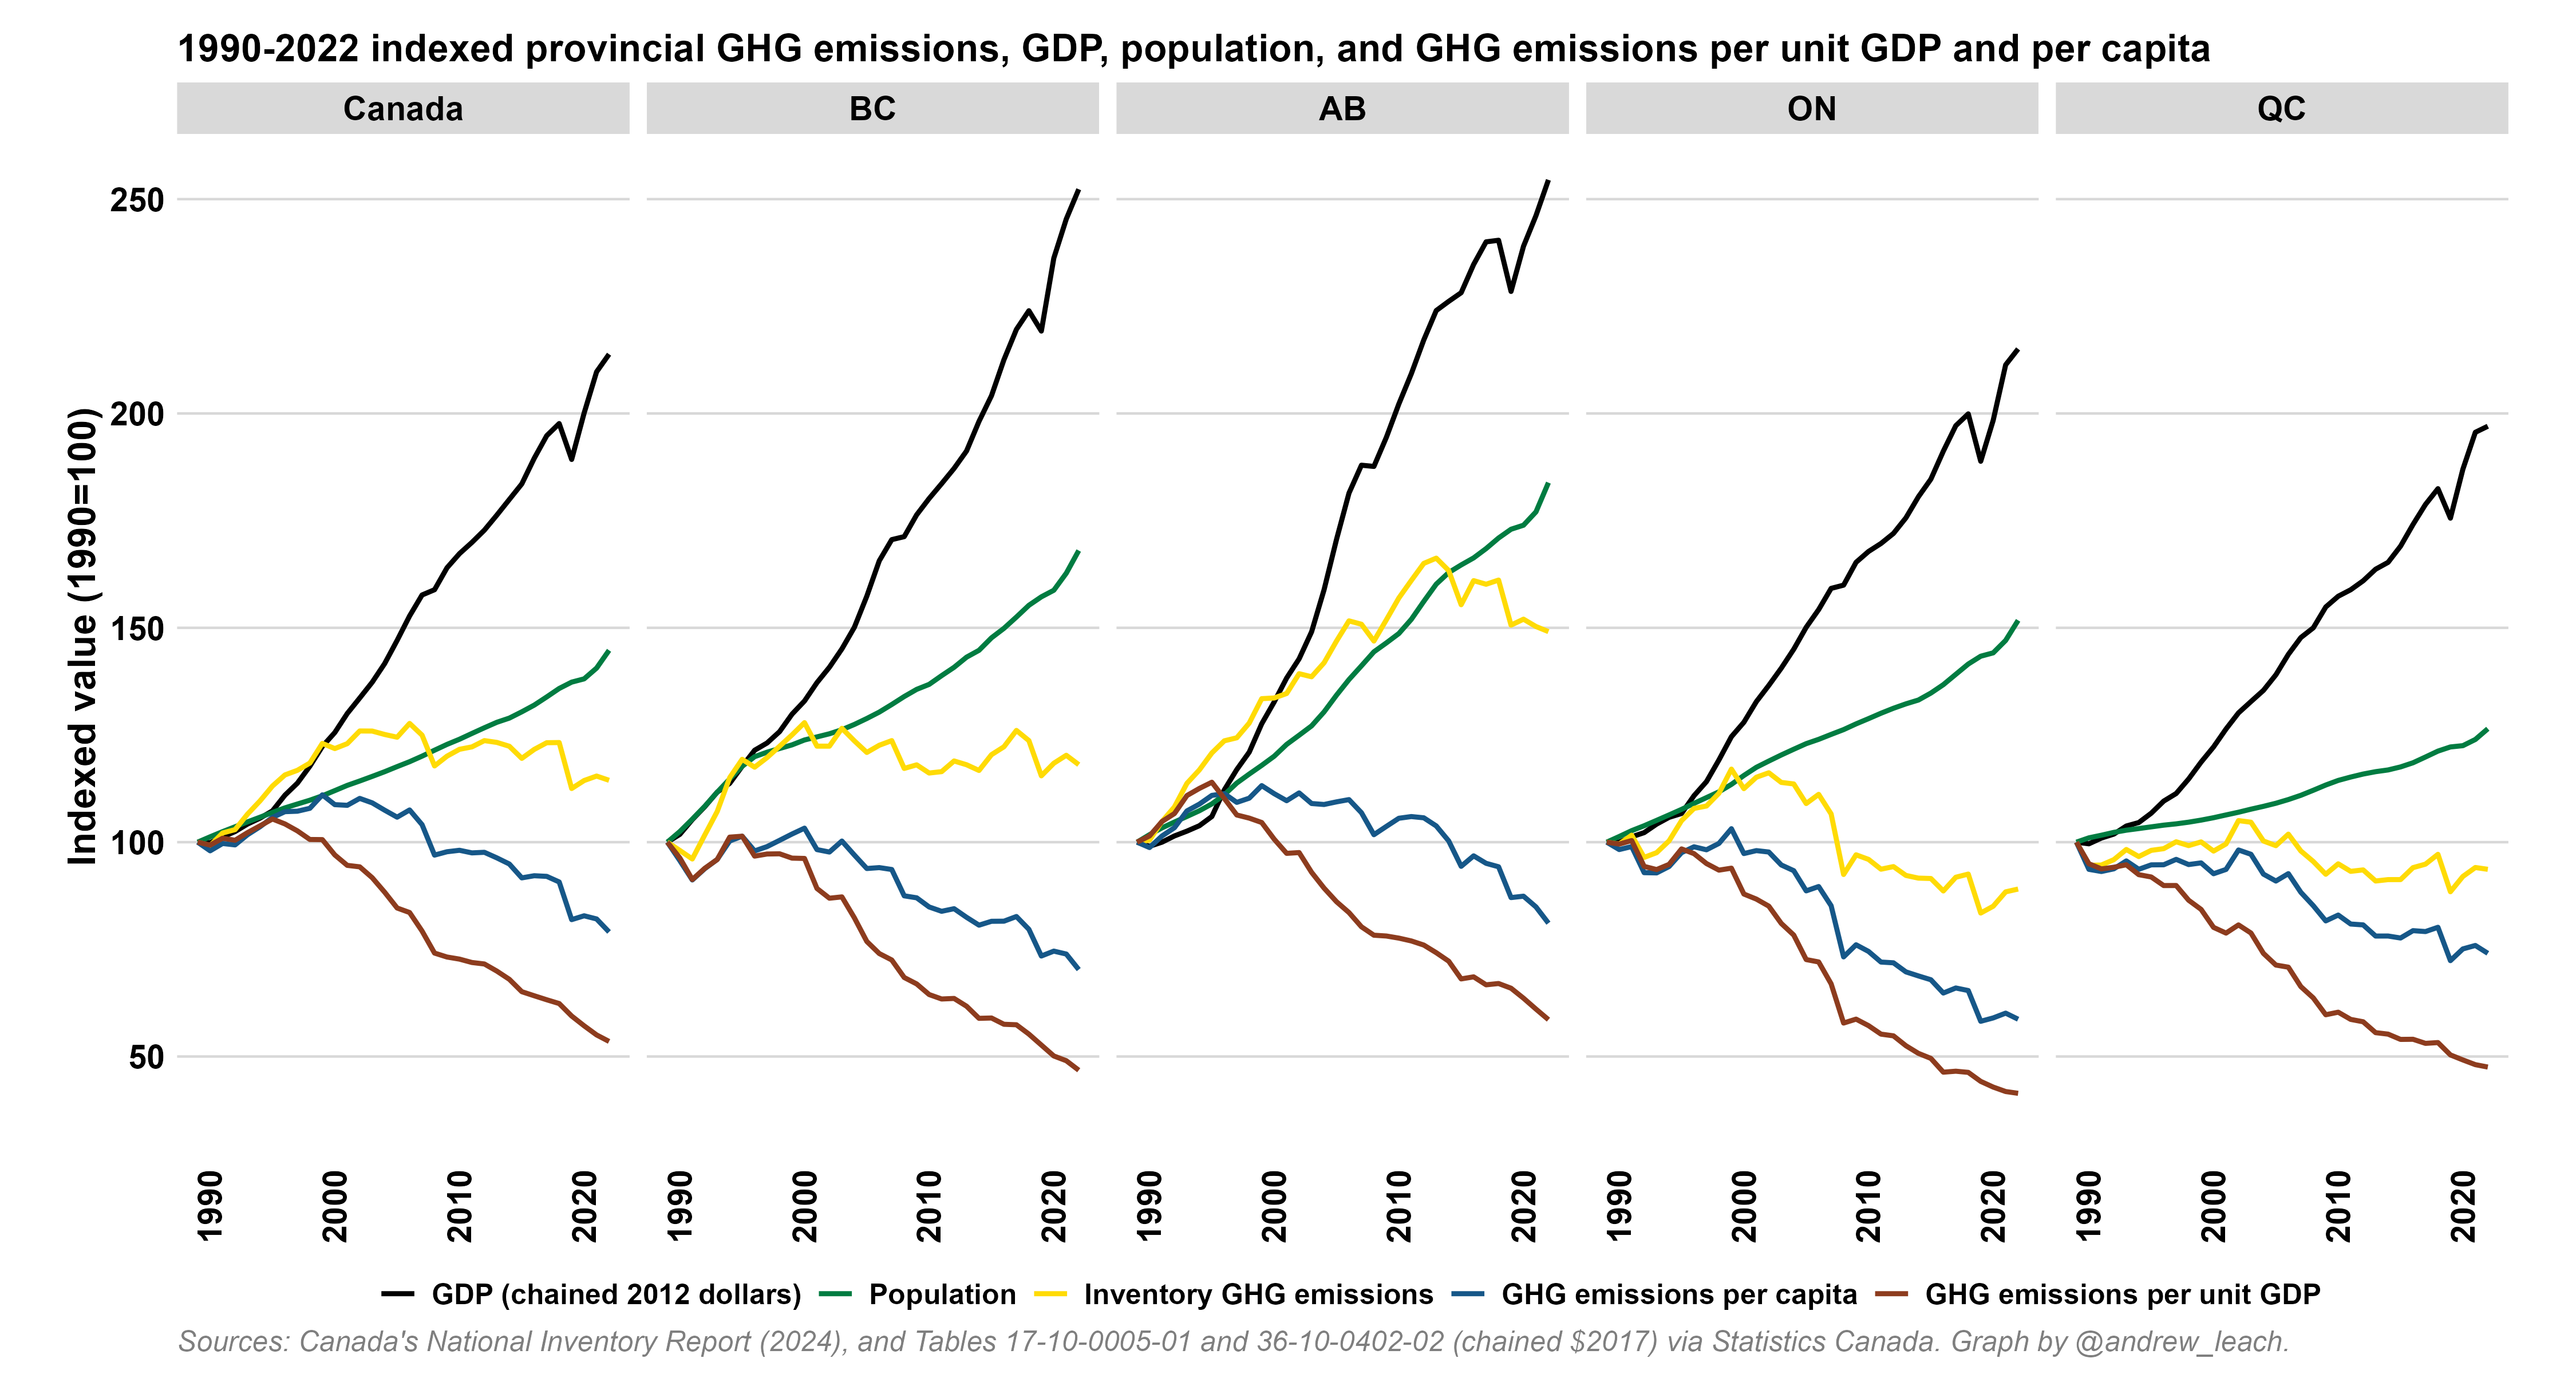 1990-2022 indexed provincial GHG emissions, GDP, population, and GHG emissions per unit GDP and per capita
Canada
BC
AB
ON
QC
Indexed value (1990=100)
250
200
150
100
50
1990
2000
2010
2020
1990
2000
2010
2020
1990
2000
2010
2020
1990
2000
2010
2020
1990
2000
2010
2020
GDP (chained 2012 dollars)
Population
Inventory GHG emissions
GHG emissions per capita
GHG emissions per unit GDP
Sources: Canada's National Inventory Report (2024), and Tables 17-10-0005-01 and 36-10-0402-02 (chained $2017) via Statistics Canada. Graph by @andrew_leach.